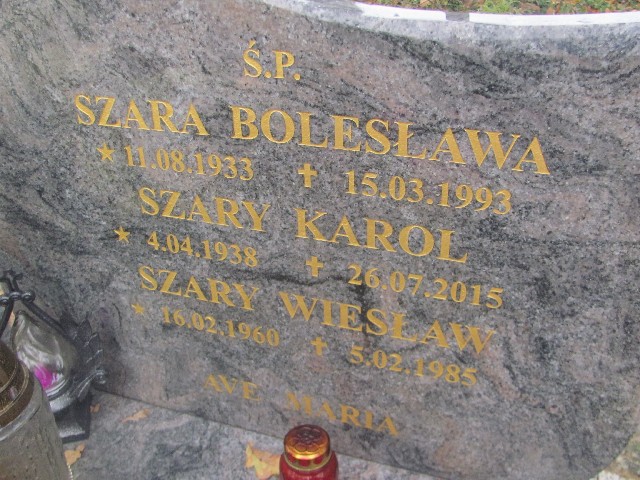 Ś.P.
SZARA BOLESŁAWA
★ 11.08.1933 ✝ 15.03.1993
SZARY KAROL
★ 4.04.1938 ✝ 26.07.2015
SZARY WIESŁAW
★ 16.02.1960 ✝ 5.02.1985
AVE MARIA